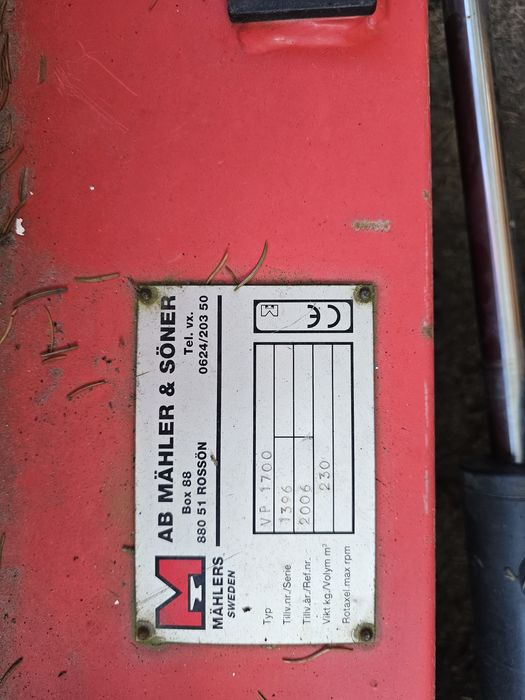 M
MÄHLERS
SWEDEN
AB MÄHLER & SÖNER
Box 88 Tel. vx.
880 51 ROSSÖN 0624/203 50
Typ VP 1700
Tillv.nr./Serie 1396
Tillv.år./Ref.nr. 2006
Vikt kg./Volym m³ 230
Rotaxel max rpm
CE